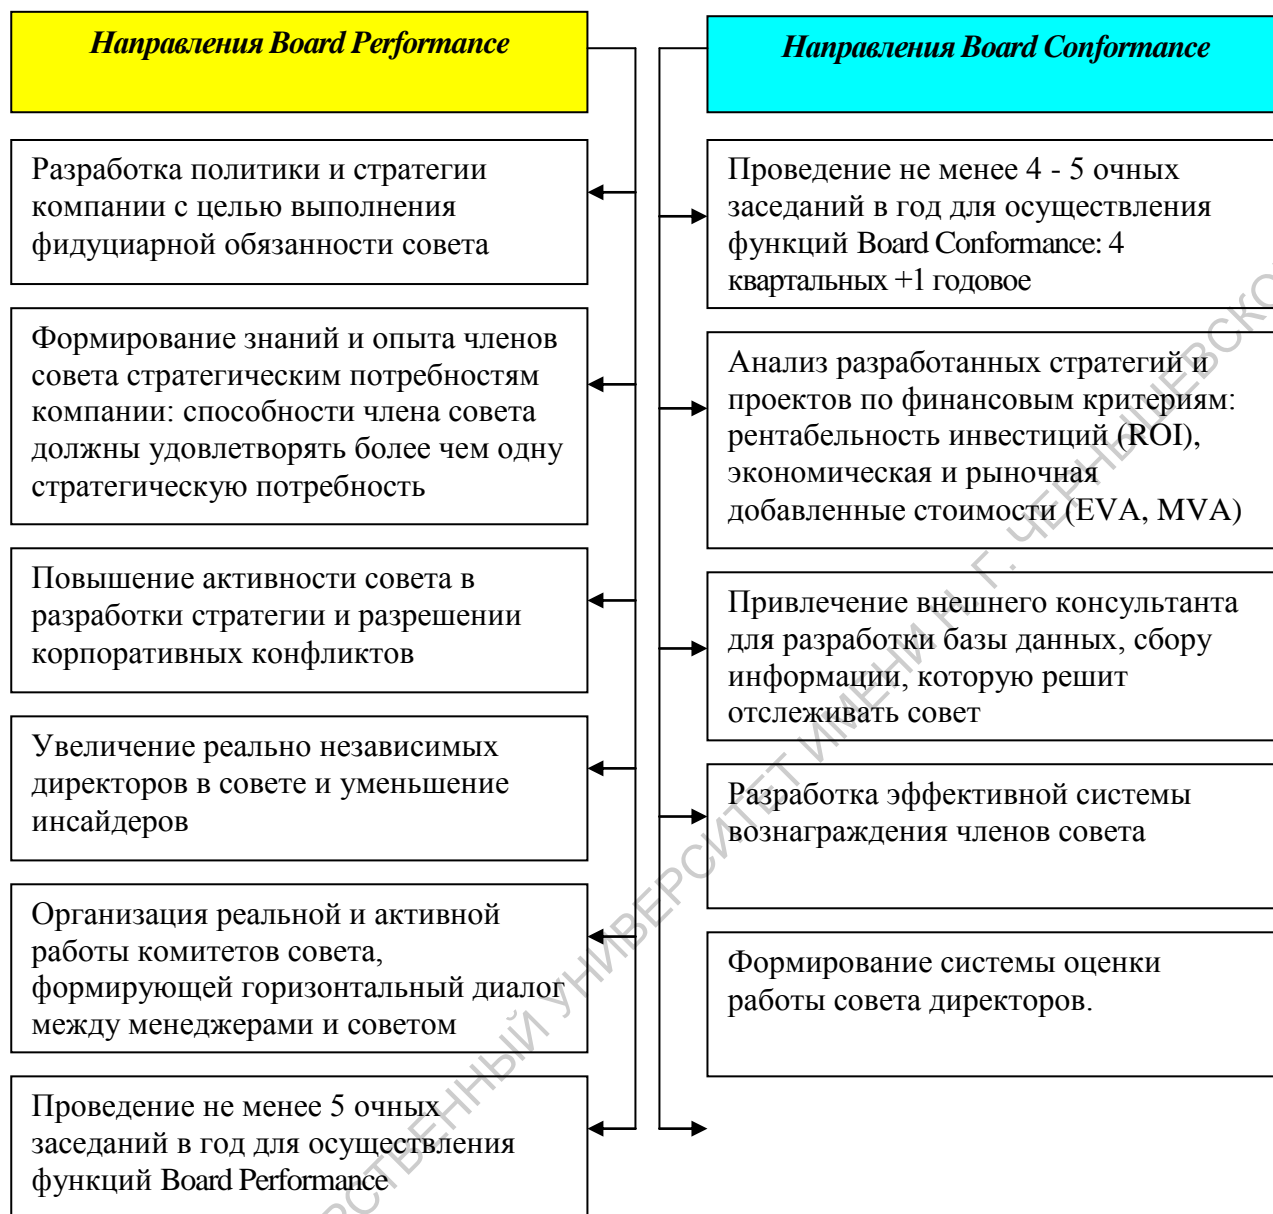 Направления Board Performance
Разработка политики и стратегии
компании с целью выполнения
фидуциарной обязанности совета
Формирование знаний и опыта членов
совета стратегическим потребностям
компании: способности члена совета
должны удовлетворять более чем одну
стратегическую потребность
Повышение активности совета в
разработки стратегии и разрешении
корпоративных конфликтов
Увеличение реально независимых
директоров в совете и уменьшение
инсайдеров
Организация реальной и активной
работы комитетов совета,
формирующей горизонтальный диалог
между менеджерами и советом
Проведение не менее 5 очных
заседаний в год для осуществления
функций Board Performance
Направления Board Conformance
Проведение не менее 4 - 5 очных
заседаний в год для осуществления
функций Board Conformance: 4
квартальных +1 годовое
Анализ разработанных стратегий и
проектов по финансовым критериям:
рентабельность инвестиций (ROI),
экономическая и рыночная
добавленные стоимости (EVA, MVA)
Привлечение внешнего консультанта
для разработки базы данных, сбору
информации, которую решит
отслеживать совет
Разработка эффективной системы
вознаграждения членов совета
Формирование системы оценки
работы совета директоров.
УНИВЕРСИТЕТ ИМЕНИ Н. Г.